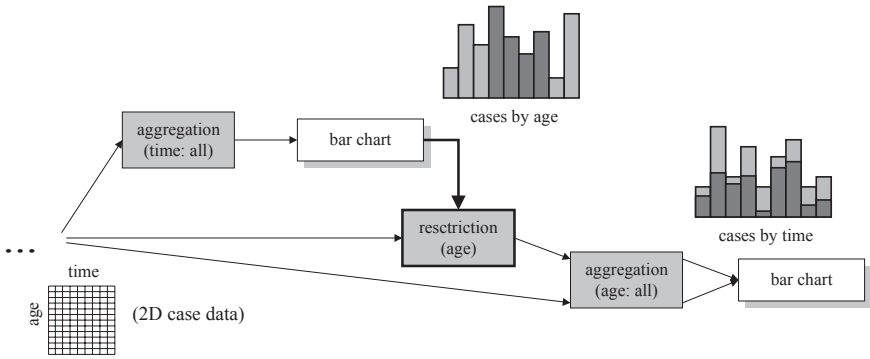 cases by age
aggregation
(time: all)
bar chart
resctriction
(age)
cases by time
...
aggregation
(age: all)
bar chart
time
age
(2D case data)